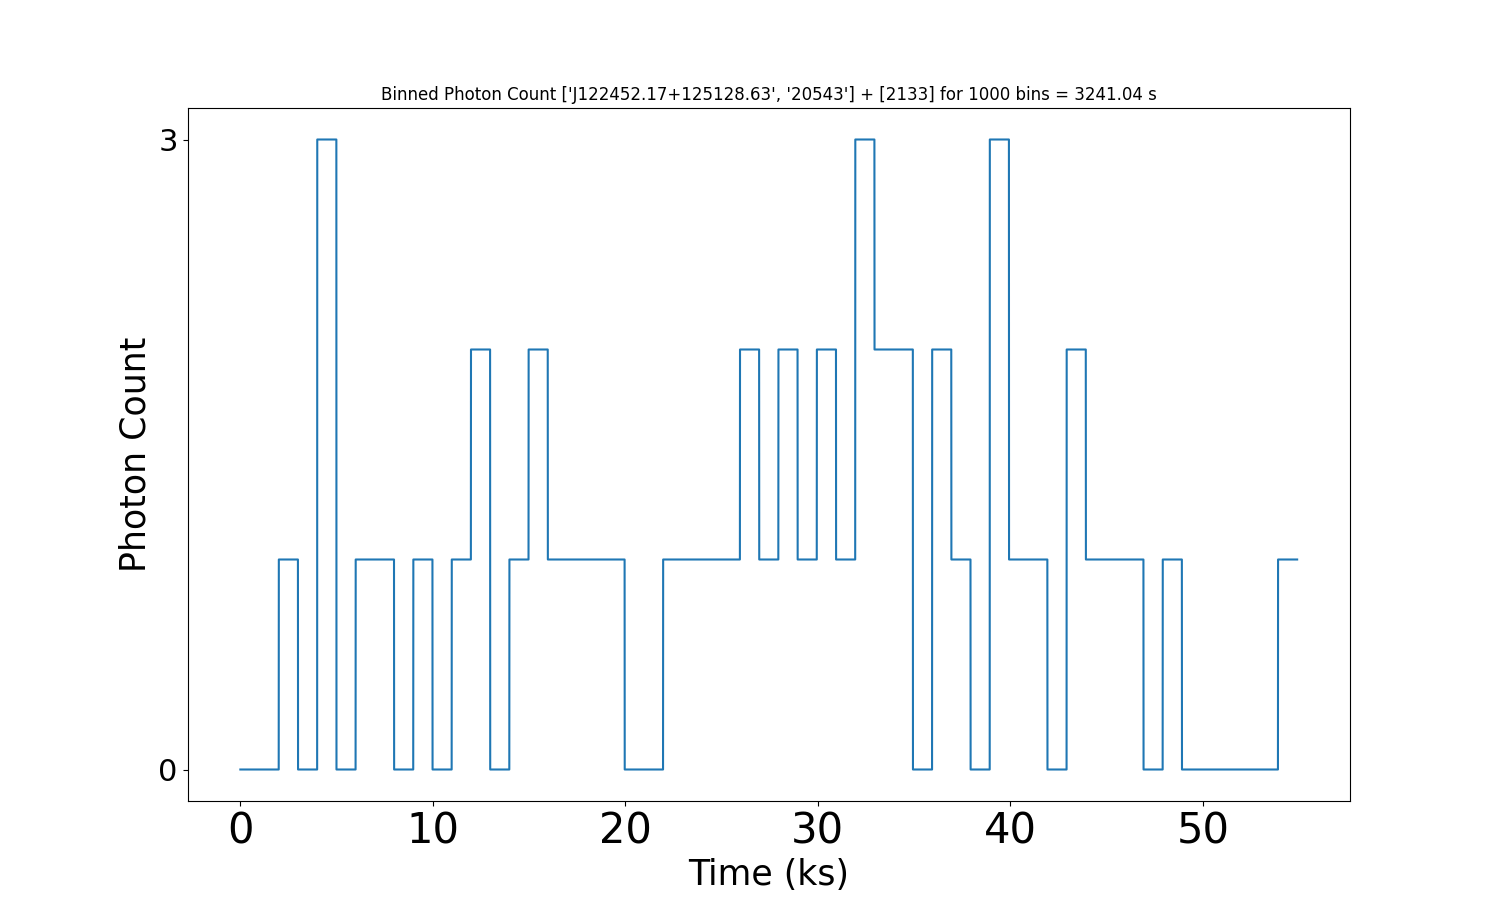 Binned Photon Count ['J122452.17+125128.63', '20543'] + [2133] for 1000 bins = 3241.04 s
3
Photon Count
0
0 10 20 30 40 50
Time (ks)